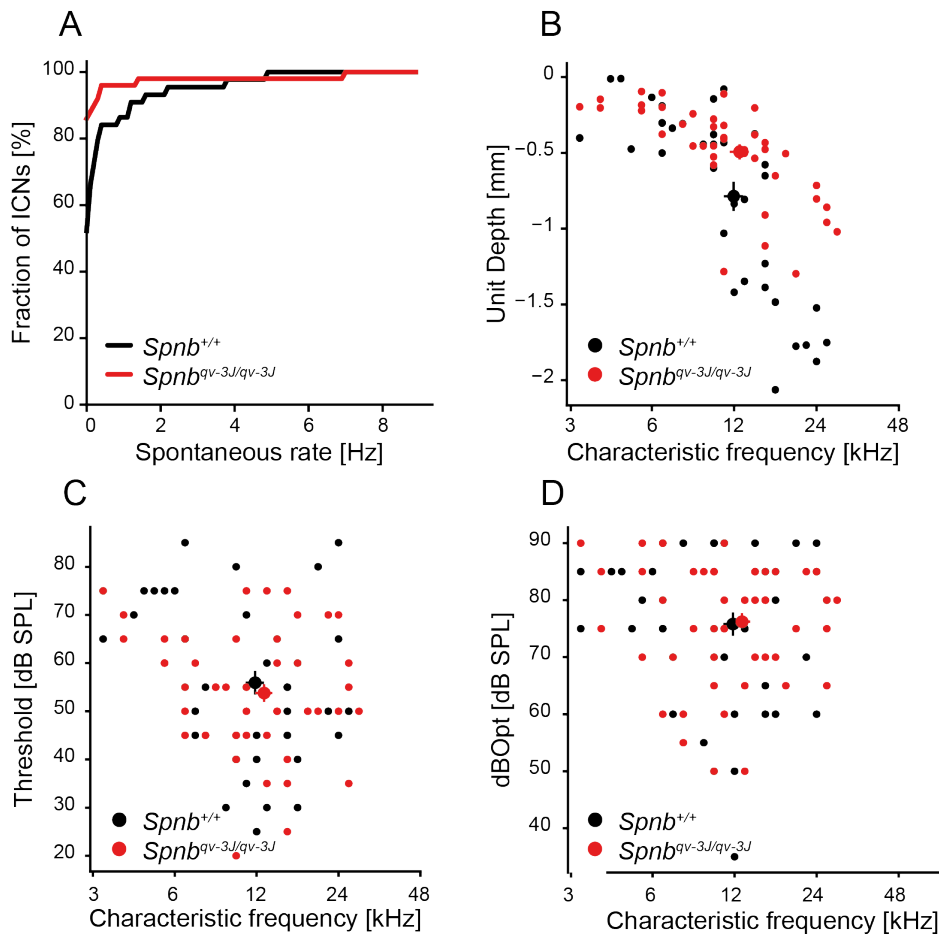 A
Fraction of ICNs [%]
100
80
60
40
20
0
0 2 4 6 8
Spontaneous rate [Hz]
Spnb+/+
Spnbqv-3J/qv-3J
B
Unit Depth [mm]
0
−0.5
−1
−1.5
−2
3 6 12 24 48
Characteristic frequency [kHz]
Spnb+/+
Spnbqv-3J/qv-3J
C
Threshold [dB SPL]
80
70
60
50
40
30
20
3 6 12 24 48
Characteristic frequency [kHz]
Spnb+/+
Spnbqv-3J/qv-3J
D
dBOpt [dB SPL]
90
80
70
60
50
40
3 6 12 24 48
Characteristic frequency [kHz]
Spnb+/+
Spnbqv-3J/qv-3J